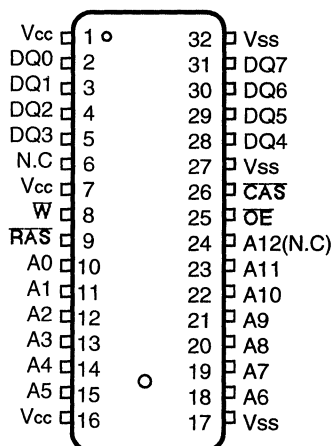 Vcc 1 32 Vss
DQ0 2 31 DQ7
DQ1 3 30 DQ6
DQ2 4 29 DQ5
DQ3 5 28 DQ4
N.C 6 27 Vss
Vcc 7 26 C̅A̅S̅
W̅ 8 25 O̅E̅
R̅A̅S̅ 9 24 A12(N.C)
A0 10 23 A11
A1 11 22 A10
A2 12 21 A9
A3 13 20 A8
A4 14 19 A7
A5 15 18 A6
Vcc 16 17 Vss